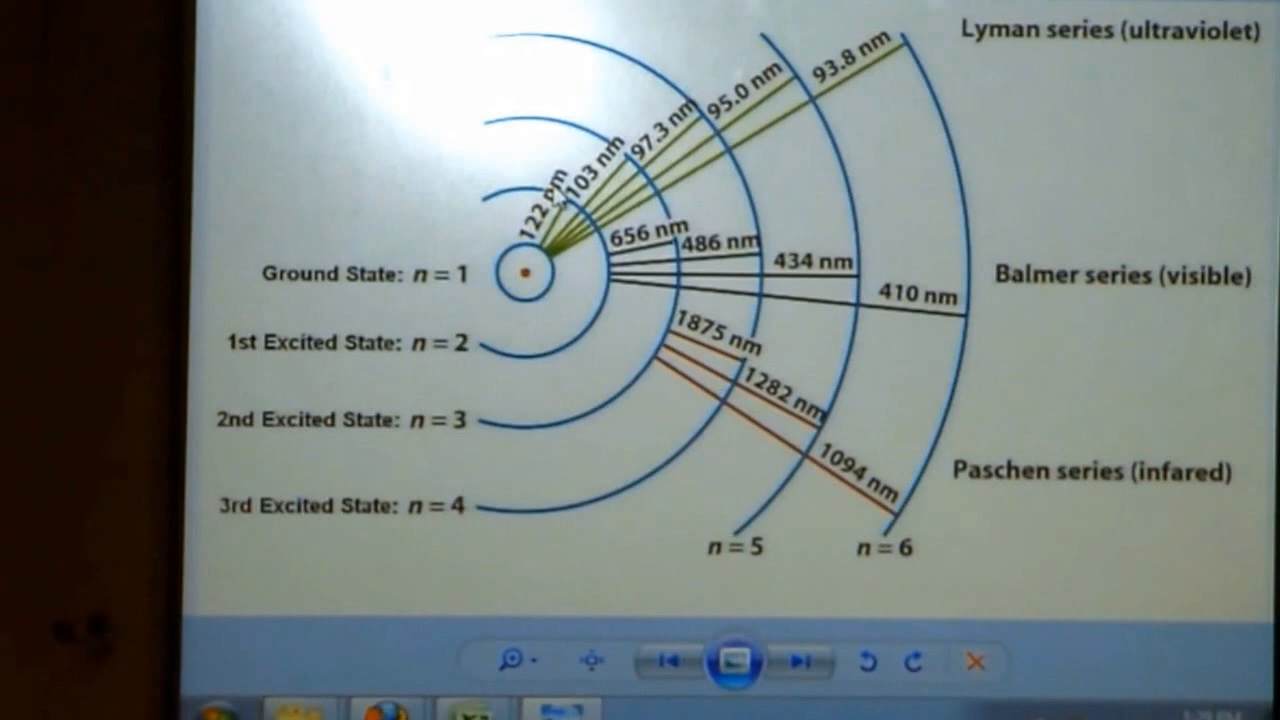 Lyman series (ultraviolet)
93.8 nm
95.0 nm
97.3 nm
103 nm
122 nm
656 nm
486 nm
434 nm
410 nm
Ground State: n = 1
Balmer series (visible)
1st Excited State: n = 2
1875 nm
1282 nm
2nd Excited State: n = 3
1094 nm
Paschen series (infared)
3rd Excited State: n = 4
n = 5
n = 6